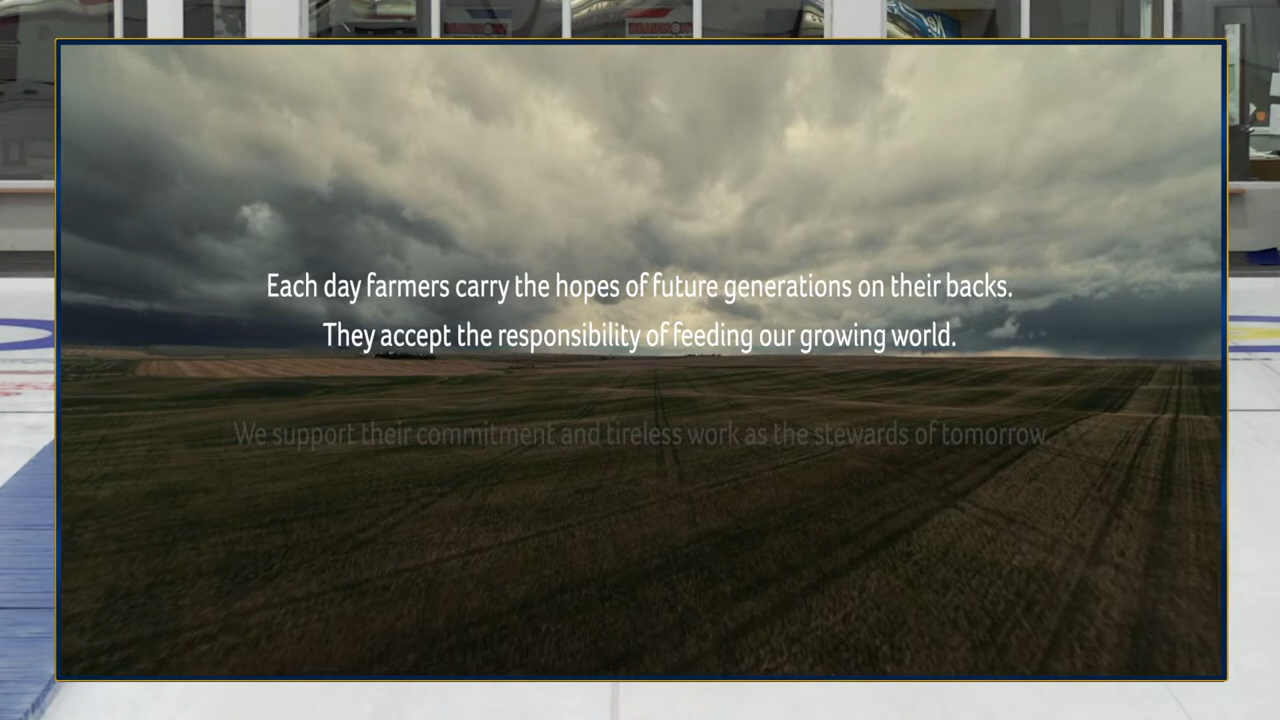 Each day farmers carry the hopes of future generations on their backs.
They accept the responsibility of feeding our growing world.
We support their commitment and tireless work as the stewards of tomorrow.